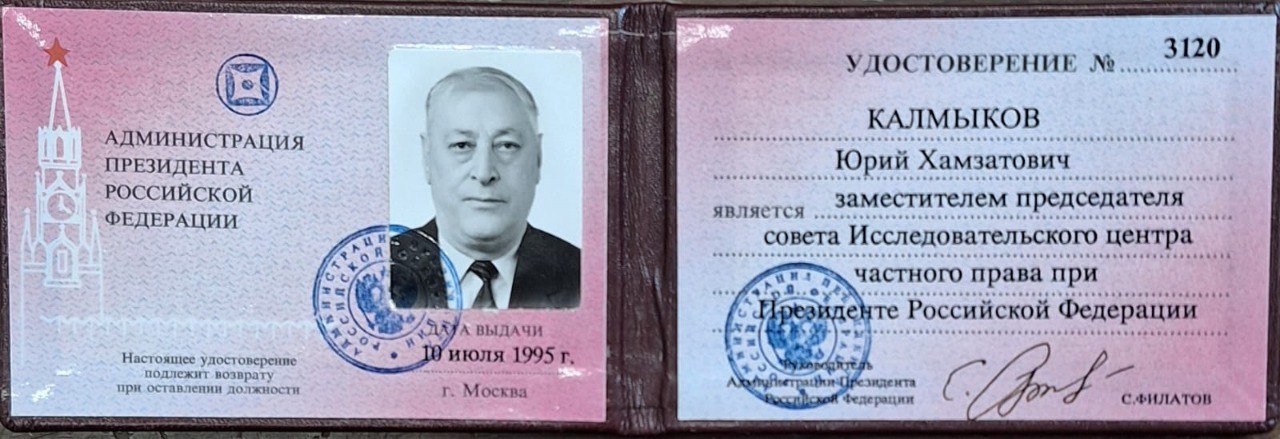 АДМИНИСТРАЦИЯ
ПРЕЗИДЕНТА
РОССИЙСКОЙ
ФЕДЕРАЦИИ
ДАТА ВЫДАЧИ
10 июля 1995 г.
г. Москва
Настоящее удостоверение
подлежит возврату
при оставлении должности
УДОСТОВЕРЕНИЕ № 3120
КАЛМЫКОВ
Юрий Хамзатович
является заместителем председателя
совета Исследовательского центра
частного права при
Президенте Российской Федерации
Руководитель
Администрации Президента
Российской Федерации
С.ФИЛАТОВ